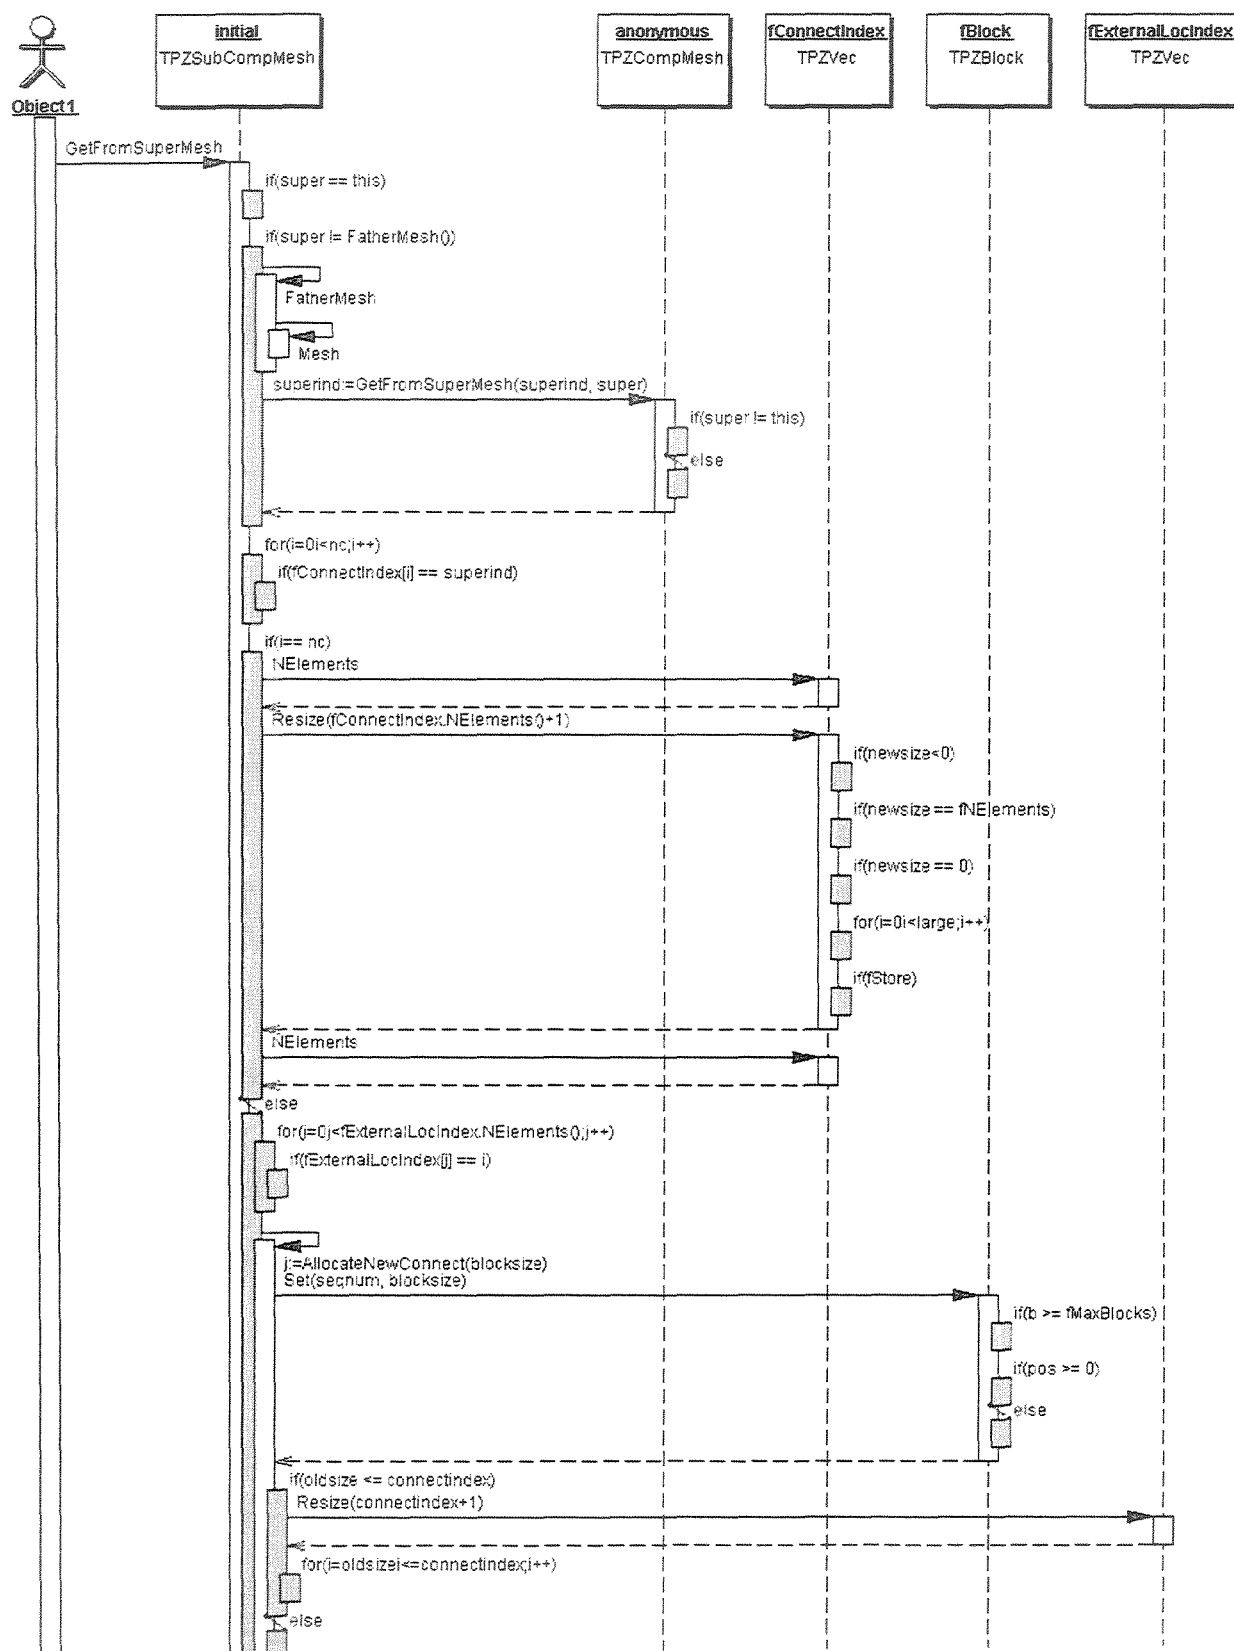 initial
TPZSubCompMesh
anonymous
TPZCompMesh
fConnectIndex
TPZVec
fBlock
TPZBlock
fExternalLocIndex
TPZVec
Object1
GetFromSuperMesh
if(super == this)
if(super != FatherMesh())
FatherMesh
Mesh
superind:=GetFromSuperMesh(superind, super)
if(super != this)
else
for(i=0i<nc;i++)
if(fConnectIndex[i] == superind)
if(i== nc)
NElements
Resize(fConnectIndex.NElements()+1)
if(newsize<0)
if(newsize == fNElements)
if(newsize == 0)
for(i=0i<large;i++)
if(fStore)
NElements
else
for(j=0j<fExternalLocIndex.NElements();j++)
if(fExternalLocIndex[j] == i)
j:=AllocateNewConnect(blocksize)
Set(seqnum, blocksize)
if(b >= fMaxBlocks)
if(pos >= 0)
else
if(oldsize <= connectindex)
Resize(connectindex+1)
for(i=oldsizei<=connectindex;i++)
else